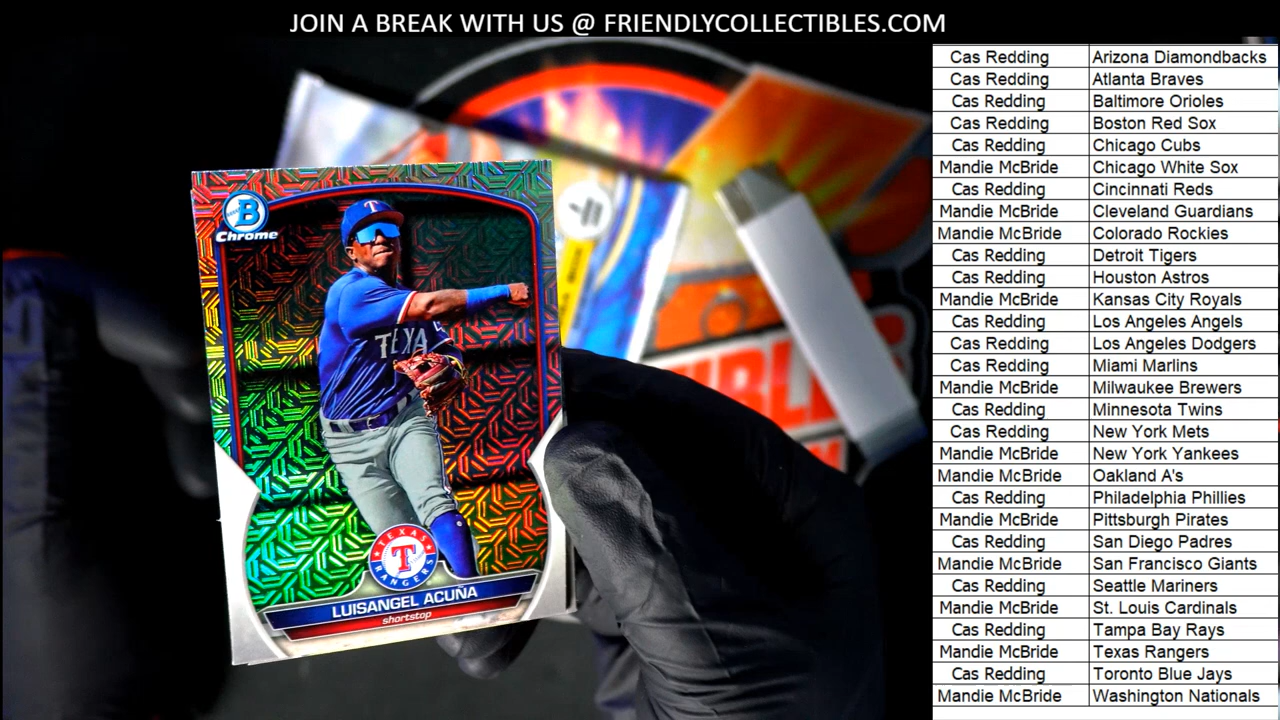 JOIN A BREAK WITH US @ FRIENDLYCOLLECTIBLES.COM
B
Chrome
T
TEXA
TEXAS
T
RANGERS
LUISANGEL ACUÑA
shortstop
Cas Redding Arizona Diamondbacks
Cas Redding Atlanta Braves
Cas Redding Baltimore Orioles
Cas Redding Boston Red Sox
Cas Redding Chicago Cubs
Mandie McBride Chicago White Sox
Cas Redding Cincinnati Reds
Mandie McBride Cleveland Guardians
Mandie McBride Colorado Rockies
Cas Redding Detroit Tigers
Cas Redding Houston Astros
Mandie McBride Kansas City Royals
Cas Redding Los Angeles Angels
Cas Redding Los Angeles Dodgers
Cas Redding Miami Marlins
Mandie McBride Milwaukee Brewers
Cas Redding Minnesota Twins
Cas Redding New York Mets
Mandie McBride New York Yankees
Mandie McBride Oakland A's
Cas Redding Philadelphia Phillies
Mandie McBride Pittsburgh Pirates
Cas Redding San Diego Padres
Mandie McBride San Francisco Giants
Cas Redding Seattle Mariners
Mandie McBride St. Louis Cardinals
Cas Redding Tampa Bay Rays
Mandie McBride Texas Rangers
Cas Redding Toronto Blue Jays
Mandie McBride Washington Nationals